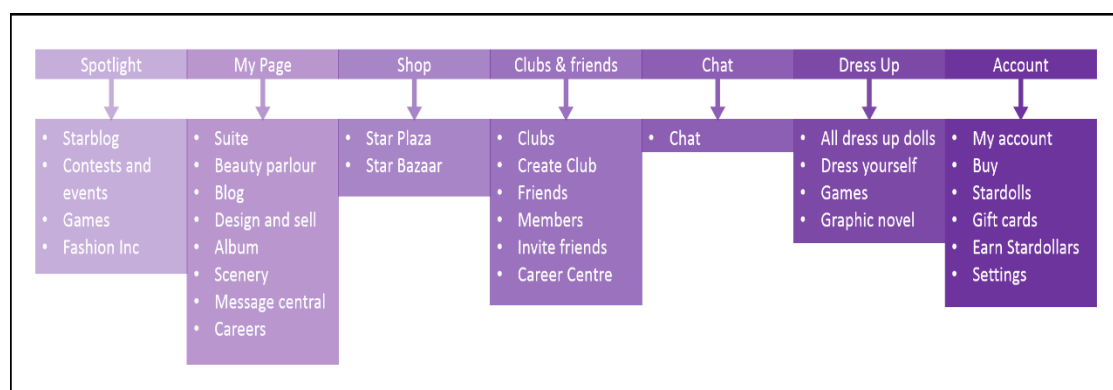 Spotlight
My Page
Shop
Clubs & friends
Chat
Dress Up
Account
• Starblog
• Contests and
events
• Games
• Fashion Inc
• Suite
• Beauty parlour
• Blog
• Design and sell
• Album
• Scenery
• Message central
• Careers
• Star Plaza
• Star Bazaar
• Clubs
• Create Club
• Friends
• Members
• Invite friends
• Career Centre
• Chat
• All dress up dolls
• Dress yourself
• Games
• Graphic novel
• My account
• Buy
• Stardolls
• Gift cards
• Earn Stardollars
• Settings